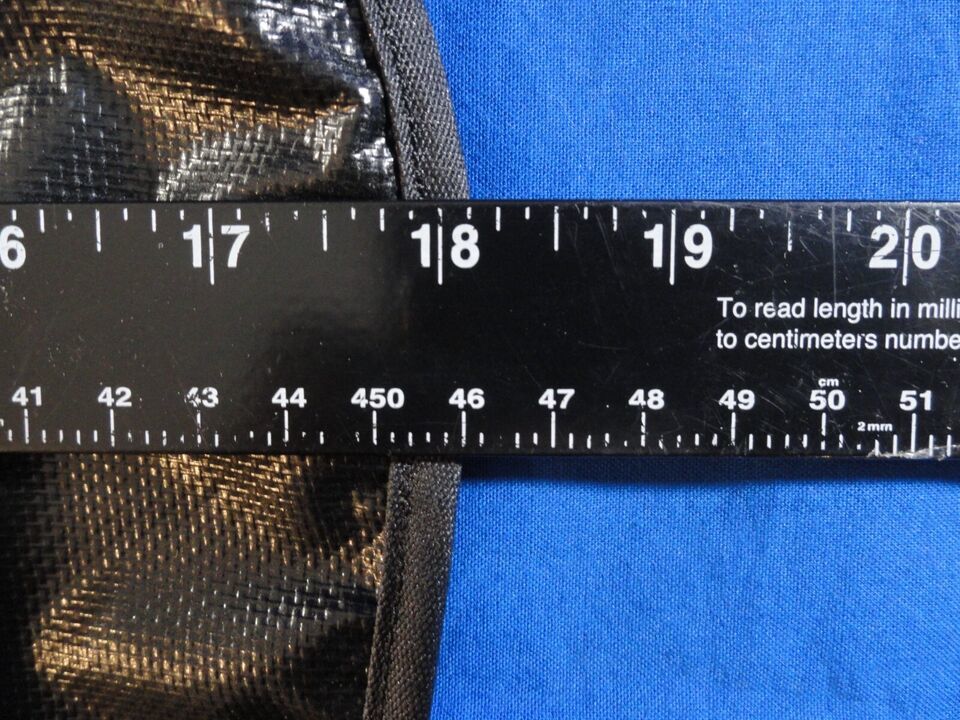 6 17 18 19 20
To read length in milli
to centimeters numbe
cm
41 42 43 44 450 46 47 48 49 50 51
2mm